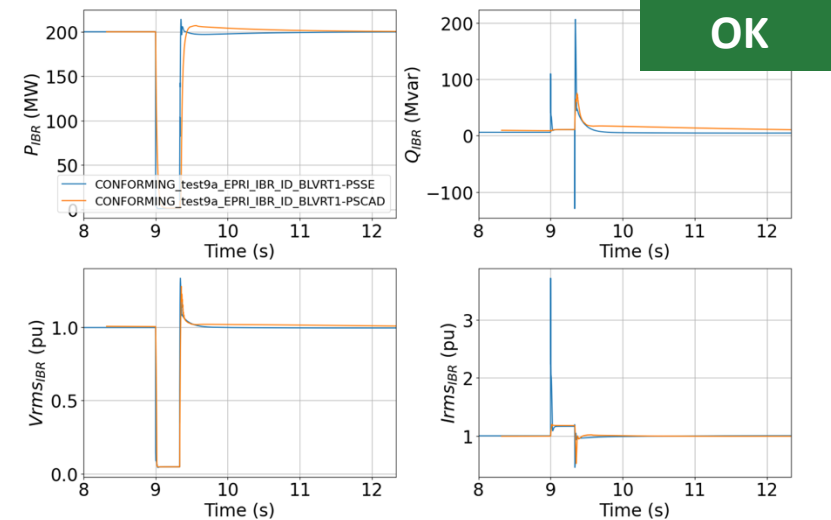 OK
200
150
100
50
0
P_IBR (MW)
CONFORMING_test9a_EPRI_IBR_ID_BLVRT1-PSSE
CONFORMING_test9a_EPRI_IBR_ID_BLVRT1-PSCAD
8 9 10 11 12
Time (s)
200
100
0
−100
Q_IBR (Mvar)
8 9 10 11 12
Time (s)
1.0
0.5
0.0
Vrms_IBR (pu)
8 9 10 11 12
Time (s)
3
2
1
Irms_IBR (pu)
8 9 10 11 12
Time (s)